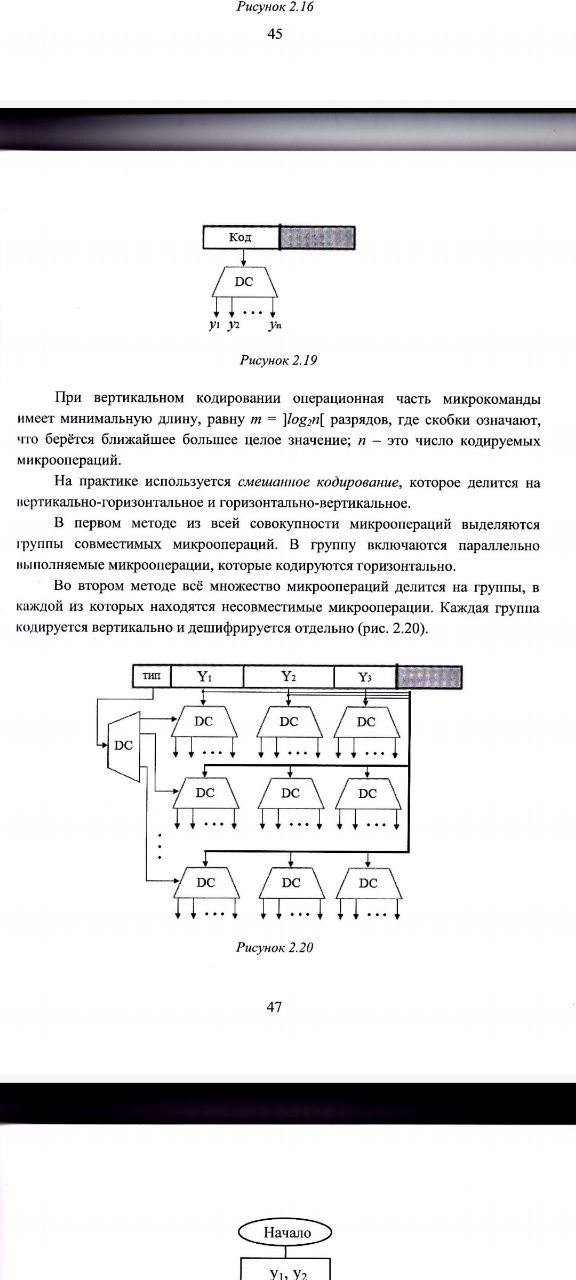 Рисунок 2.16
45
Код
DC
y1 y2 yn
Рисунок 2.19
При вертикальном кодировании операционная часть микрокоманды
имеет минимальную длину, равну m = ]log2n[ разрядов, где скобки означают,
что берётся ближайшее большее целое значение; n – это число кодируемых
микроопераций.
На практике используется смешанное кодирование, которое делится на
вертикально-горизонтальное и горизонтально-вертикальное.
В первом методе из всей совокупности микроопераций выделяются
группы совместимых микроопераций. В группу включаются параллельно
выполняемые микрооперации, которые кодируются горизонтально.
Во втором методе всё множество микроопераций делится на группы, в
каждой из которых находятся несовместимые микрооперации. Каждая группа
кодируется вертикально и дешифрируется отдельно (рис. 2.20).
тип Y1 Y2 Y3
DC DC DC
DC
DC DC DC
DC DC DC
Рисунок 2.20
47
Начало
y1, y2